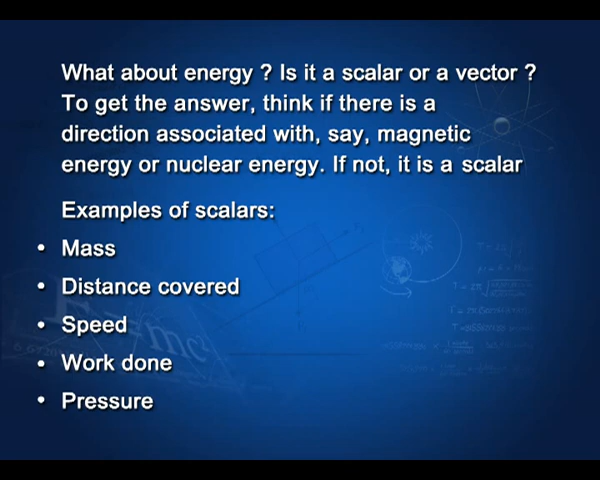 What about energy ? Is it a scalar or a vector ?
To get the answer, think if there is a
direction associated with, say, magnetic
energy or nuclear energy. If not, it is a scalar
Examples of scalars:
• Mass
• Distance covered
• Speed
• Work done
• Pressure